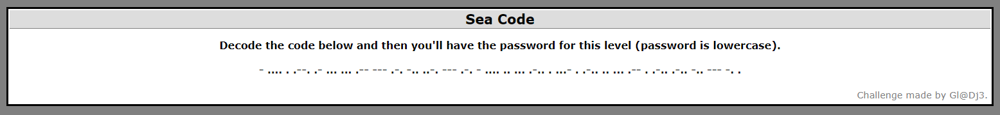 Sea Code
Decode the code below and then you'll have the password for this level (password is lowercase).
- .... . .--. .- ... ... .-- --- .-. -.. ..-. --- .-. - .... .. ... .-.. . ...- . .-.. .. ... .-- . .-.. .-.. -.. --- -. .
Challenge made by Gl@Dj3.